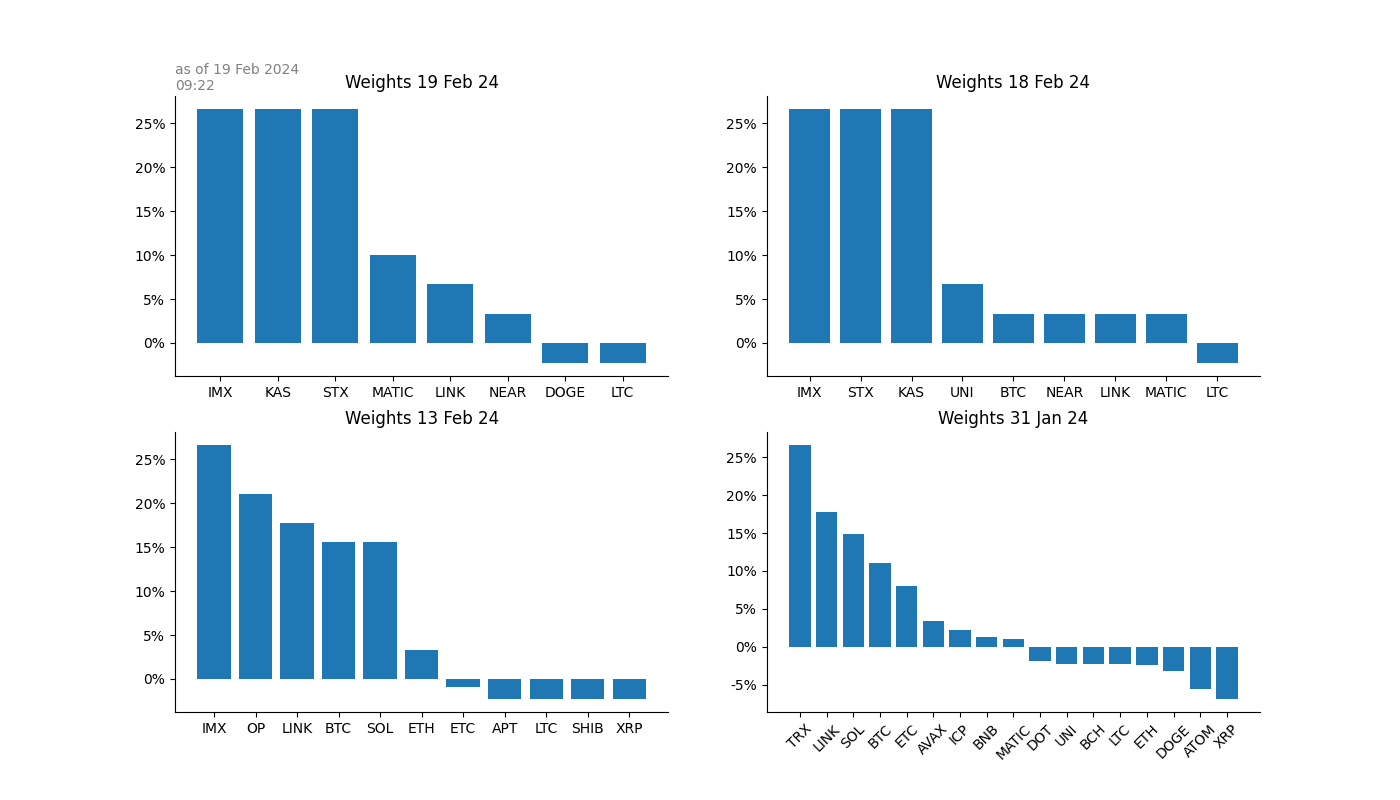 as of 19 Feb 2024
09:22
Weights 19 Feb 24
25%
20%
15%
10%
5%
0%
IMX KAS STX MATIC LINK NEAR DOGE LTC
Weights 18 Feb 24
25%
20%
15%
10%
5%
0%
IMX STX KAS UNI BTC NEAR LINK MATIC LTC
Weights 13 Feb 24
25%
20%
15%
10%
5%
0%
IMX OP LINK BTC SOL ETH ETC APT LTC SHIB XRP
Weights 31 Jan 24
25%
20%
15%
10%
5%
0%
-5%
TRX LINK SOL BTC ETC AVAX ICP BNB MATIC DOT UNI BCH LTC ETH DOGE ATOM XRP